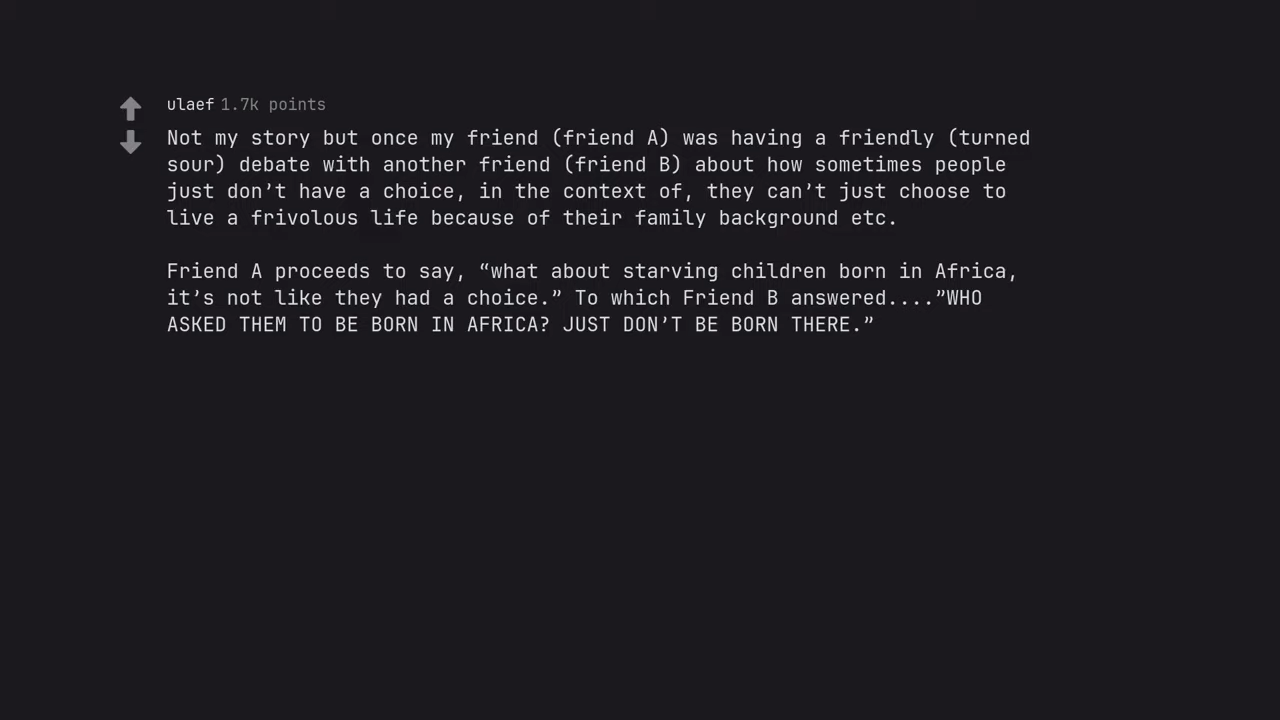 ulaef 1.7k points
Not my story but once my friend (friend A) was having a friendly (turned
sour) debate with another friend (friend B) about how sometimes people
just don’t have a choice, in the context of, they can’t just choose to
live a frivolous life because of their family background etc.
Friend A proceeds to say, “what about starving children born in Africa,
it’s not like they had a choice.” To which Friend B answered....”WHO
ASKED THEM TO BE BORN IN AFRICA? JUST DON’T BE BORN THERE.”